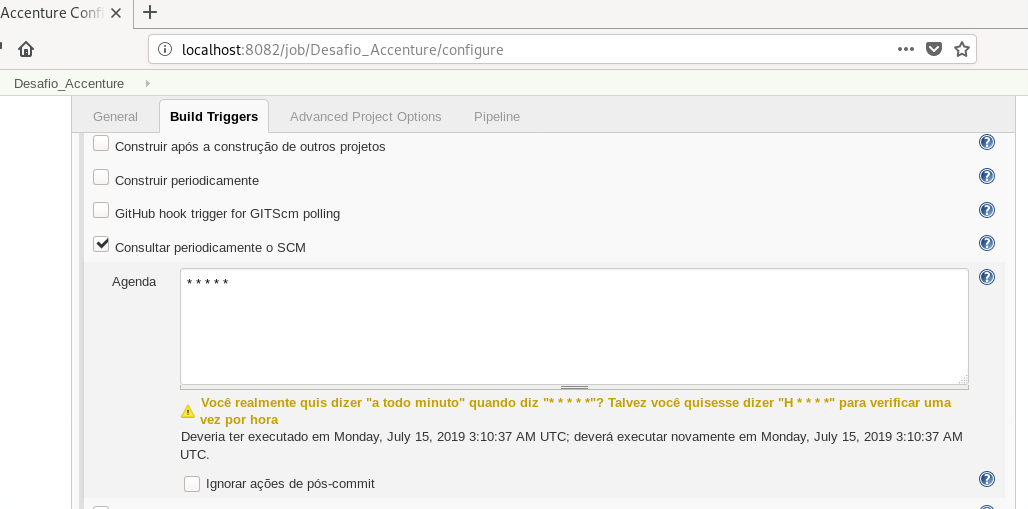 Accenture Confi
localhost:8082/job/Desafio_Accenture/configure
Desafio_Accenture
General Build Triggers Advanced Project Options Pipeline
Construir após a construção de outros projetos
Construir periodicamente
GitHub hook trigger for GITScm polling
Consultar periodicamente o SCM
Agenda * * * * *
Você realmente quis dizer "a todo minuto" quando diz "* * * * *"? Talvez você quisesse dizer "H * * * *" para verificar uma
vez por hora
Deveria ter executado em Monday, July 15, 2019 3:10:37 AM UTC; deverá executar novamente em Monday, July 15, 2019 3:10:37 AM
UTC.
Ignorar ações de pós-commit